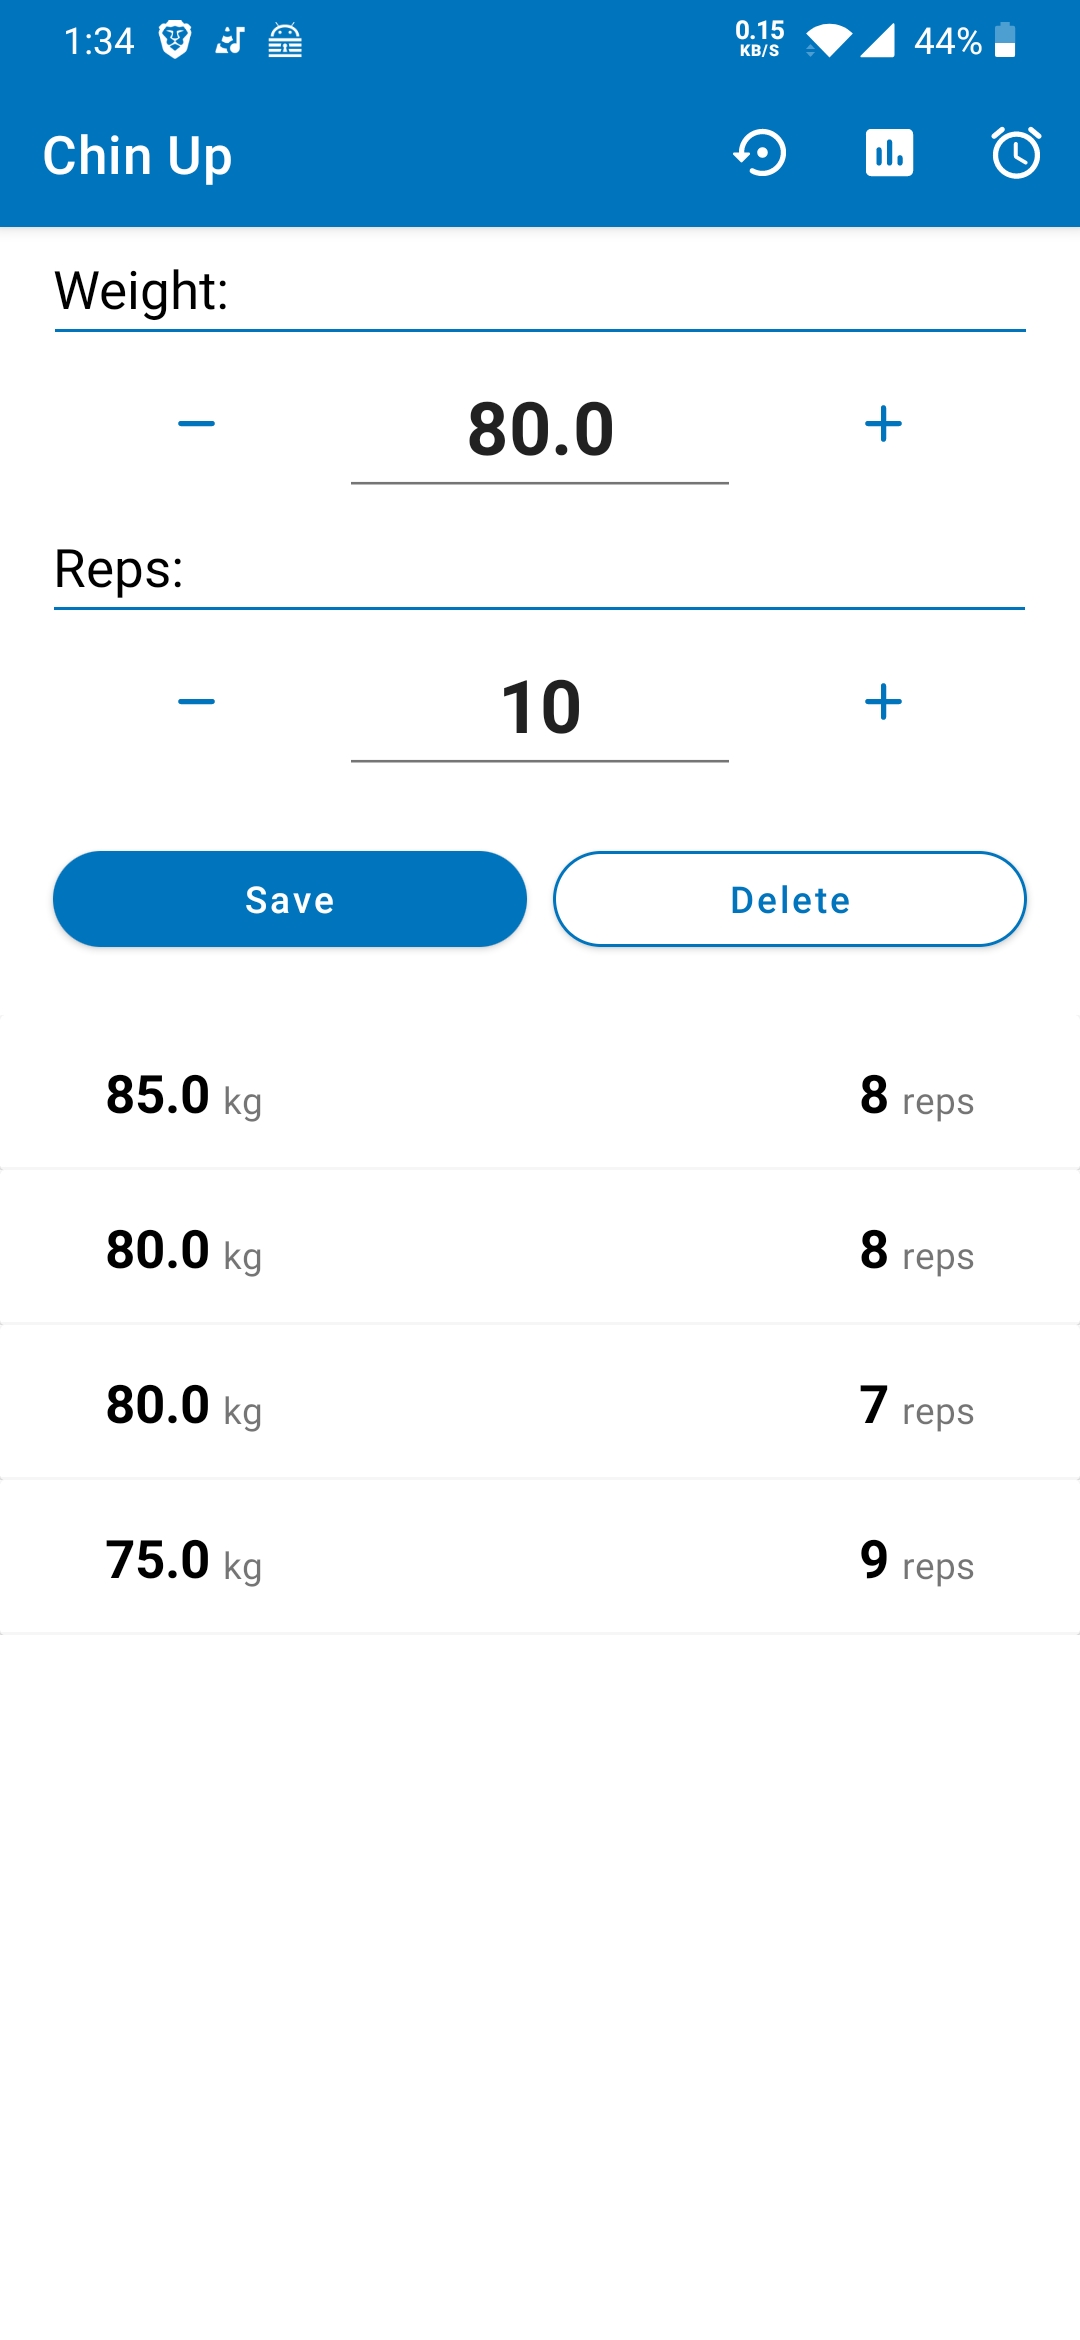 1:34 0.15 KB/S 44%
Chin Up
Weight:
80.0
Reps:
10
Save Delete
85.0 kg 8 reps
80.0 kg 8 reps
80.0 kg 7 reps
75.0 kg 9 reps